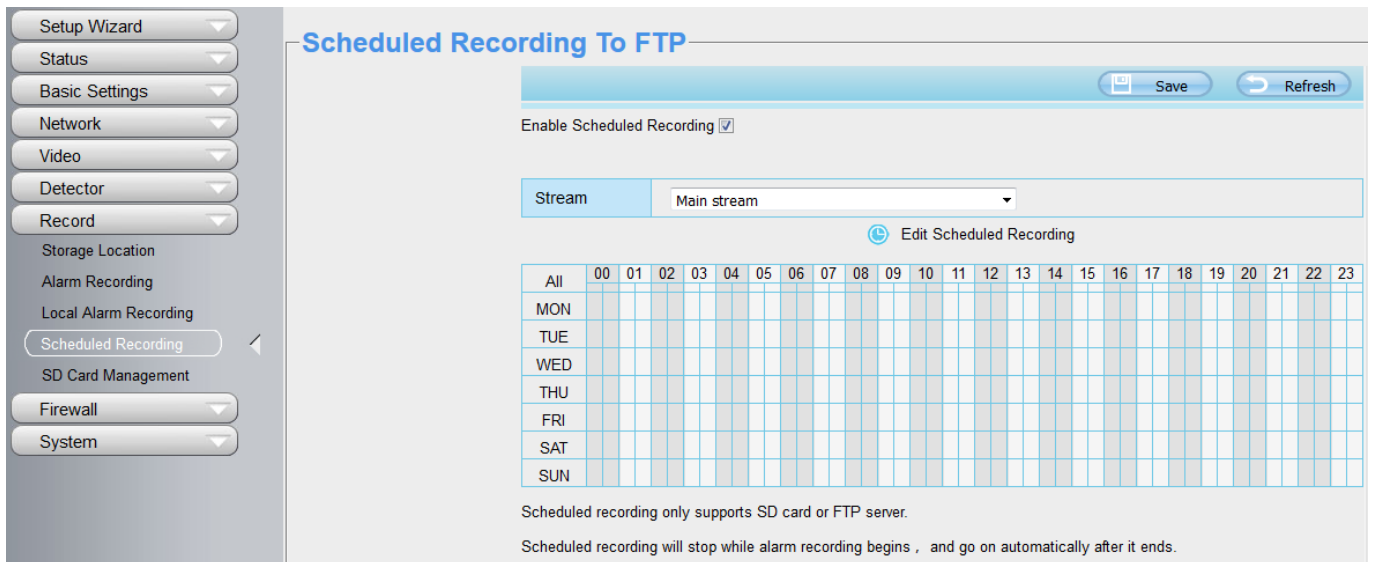 Setup Wizard
Status
Basic Settings
Network
Video
Detector
Record
Storage Location
Alarm Recording
Local Alarm Recording
Scheduled Recording
SD Card Management
Firewall
System
Scheduled Recording To FTP
Save Refresh
Enable Scheduled Recording
Stream Main stream
Edit Scheduled Recording
All 00 01 02 03 04 05 06 07 08 09 10 11 12 13 14 15 16 17 18 19 20 21 22 23
MON
TUE
WED
THU
FRI
SAT
SUN
Scheduled recording only supports SD card or FTP server.
Scheduled recording will stop while alarm recording begins , and go on automatically after it ends.